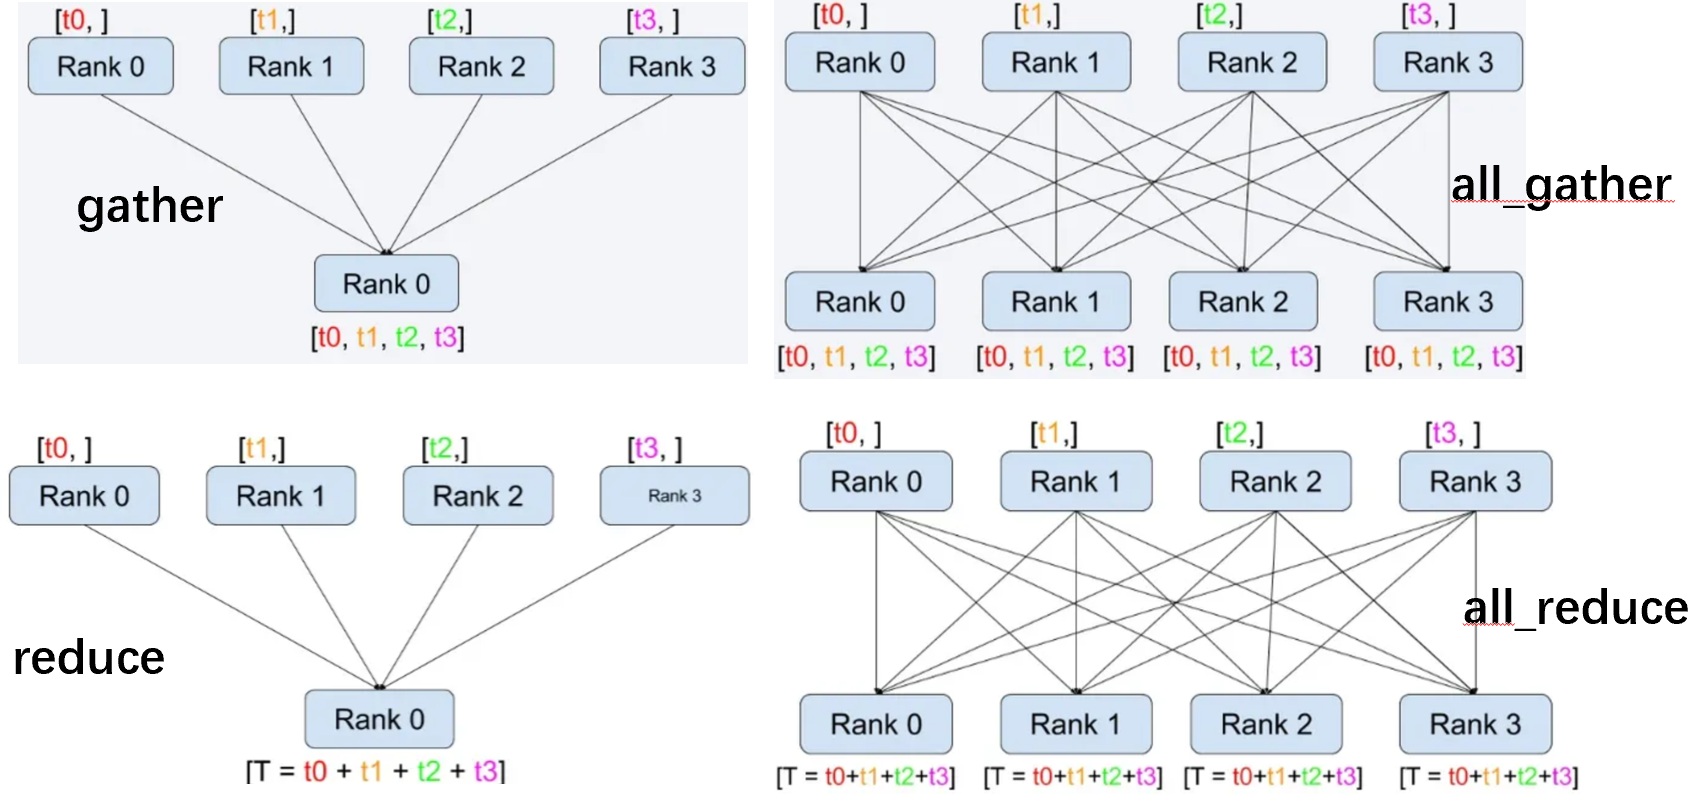 [t0, ] [t1,] [t2,] [t3, ]
Rank 0 Rank 1 Rank 2 Rank 3
gather
Rank 0
[t0, t1, t2, t3]
[t0, ] [t1,] [t2,] [t3, ]
Rank 0 Rank 1 Rank 2 Rank 3
all_gather
Rank 0 Rank 1 Rank 2 Rank 3
[t0, t1, t2, t3] [t0, t1, t2, t3] [t0, t1, t2, t3] [t0, t1, t2, t3]
[t0, ] [t1,] [t2,] [t3, ]
Rank 0 Rank 1 Rank 2 Rank 3
reduce
Rank 0
[T = t0 + t1 + t2 + t3]
[t0, ] [t1,] [t2,] [t3, ]
Rank 0 Rank 1 Rank 2 Rank 3
all_reduce
Rank 0 Rank 1 Rank 2 Rank 3
[T = t0+t1+t2+t3] [T = t0+t1+t2+t3] [T = t0+t1+t2+t3] [T = t0+t1+t2+t3]